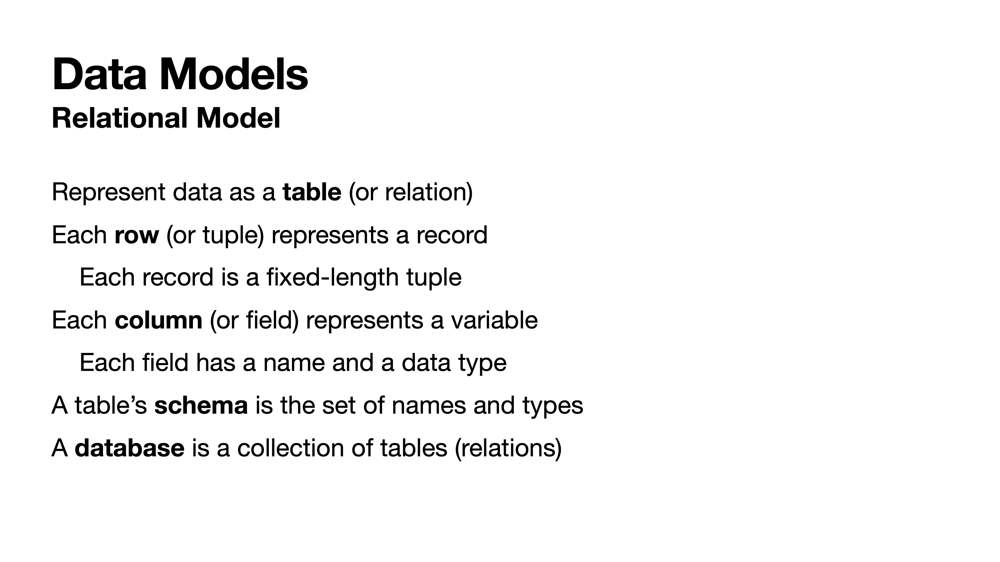 Data Models
Relational Model
Represent data as a table (or relation)
Each row (or tuple) represents a record
Each record is a fixed-length tuple
Each column (or field) represents a variable
Each field has a name and a data type
A table’s schema is the set of names and types
A database is a collection of tables (relations)